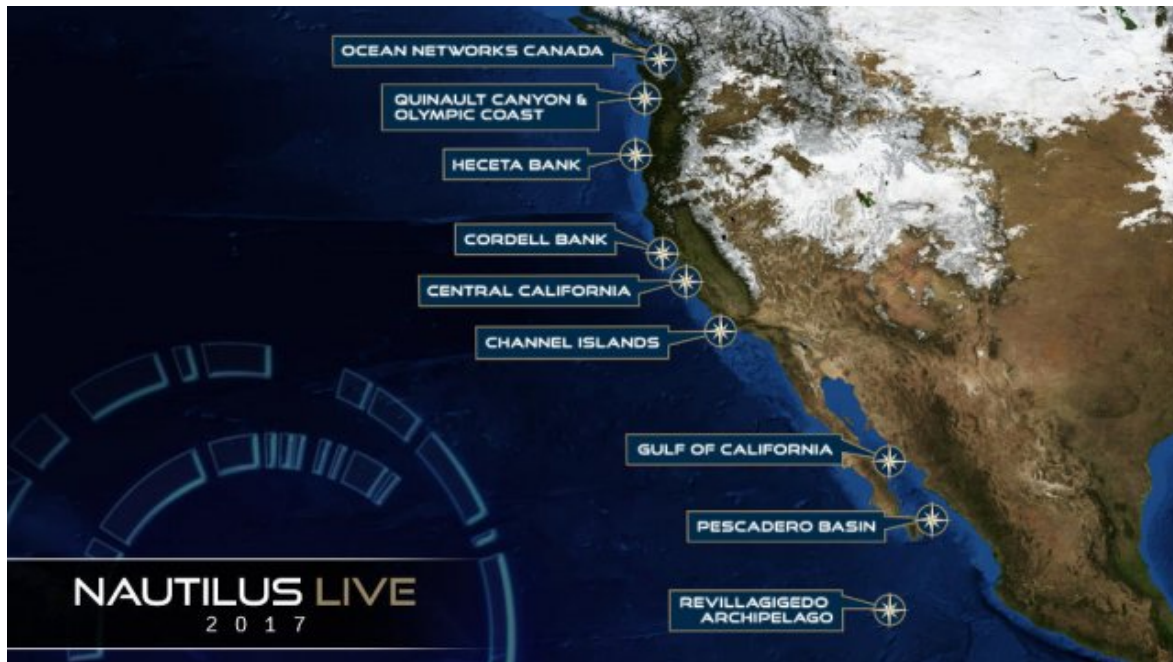 OCEAN NETWORKS CANADA
QUINAULT CANYON &
OLYMPIC COAST
HECETA BANK
CORDELL BANK
CENTRAL CALIFORNIA
CHANNEL ISLANDS
GULF OF CALIFORNIA
PESCADERO BASIN
REVILLAGIGEDO
ARCHIPELAGO
NAUTILUS LIVE
2017